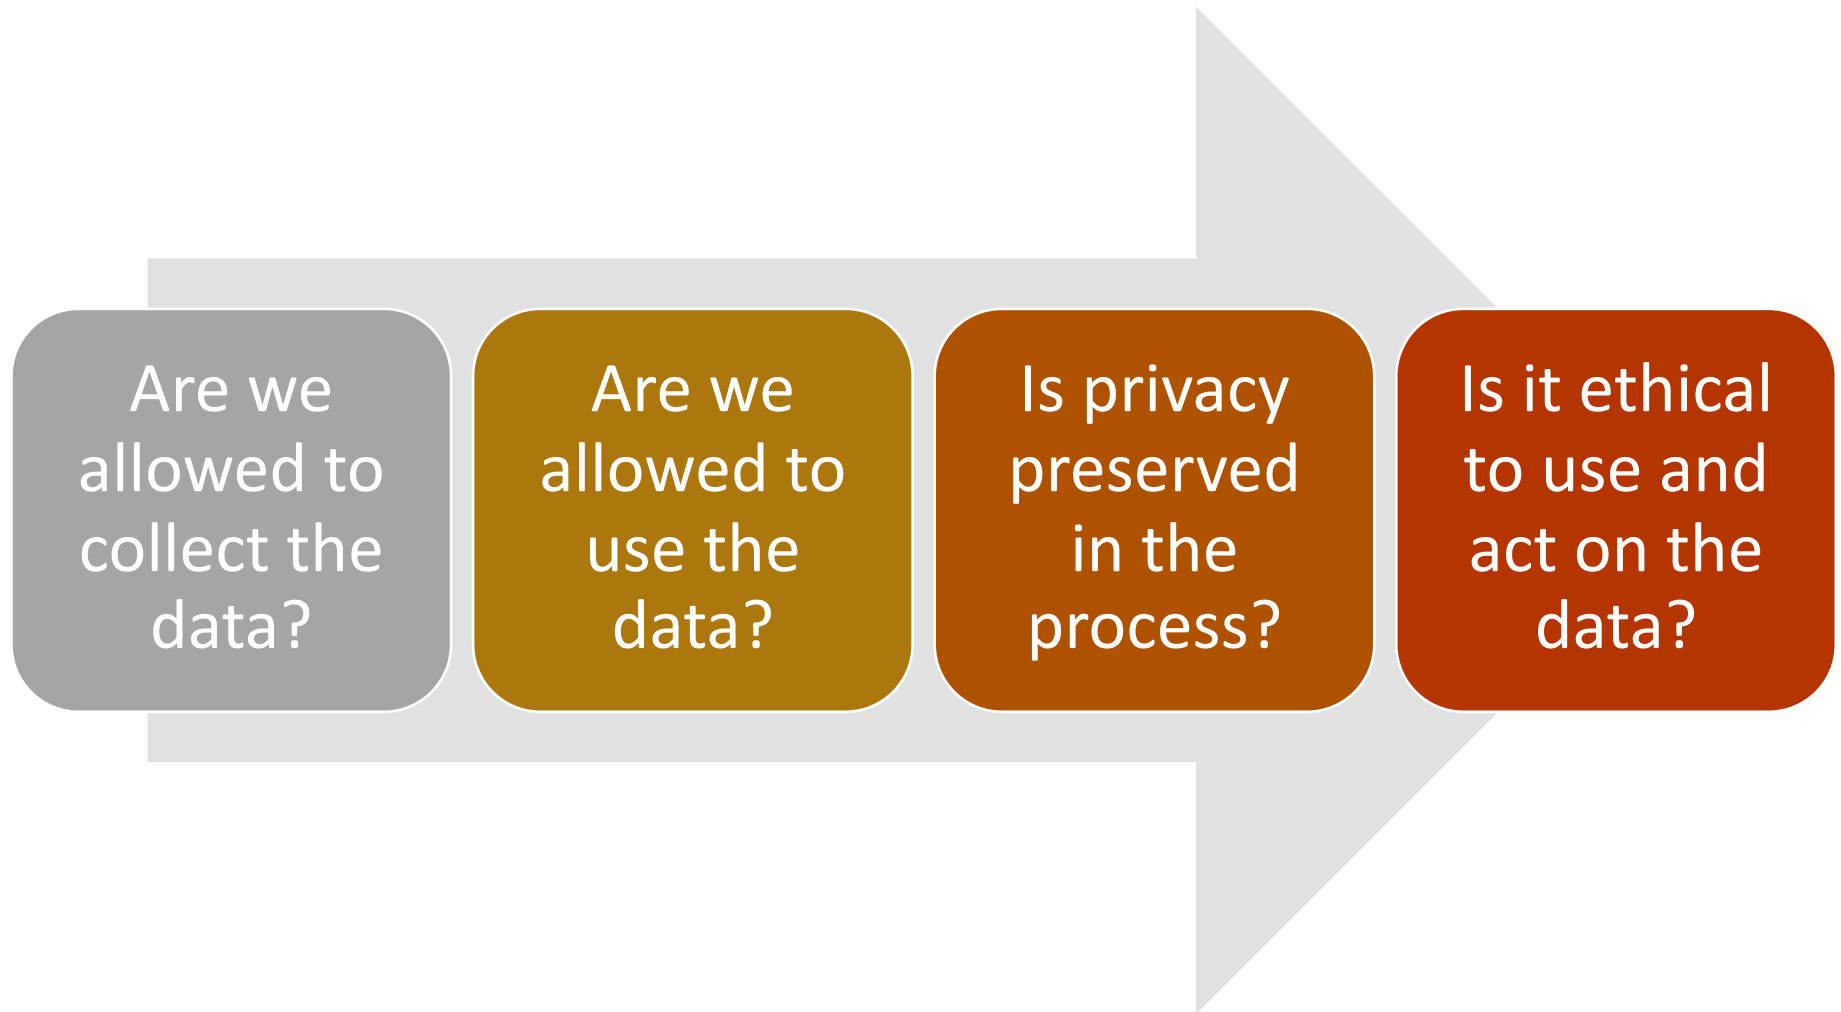 Are we
allowed to
collect the
data?
Are we
allowed to
use the
data?
Is privacy
preserved
in the
process?
Is it ethical
to use and
act on the
data?